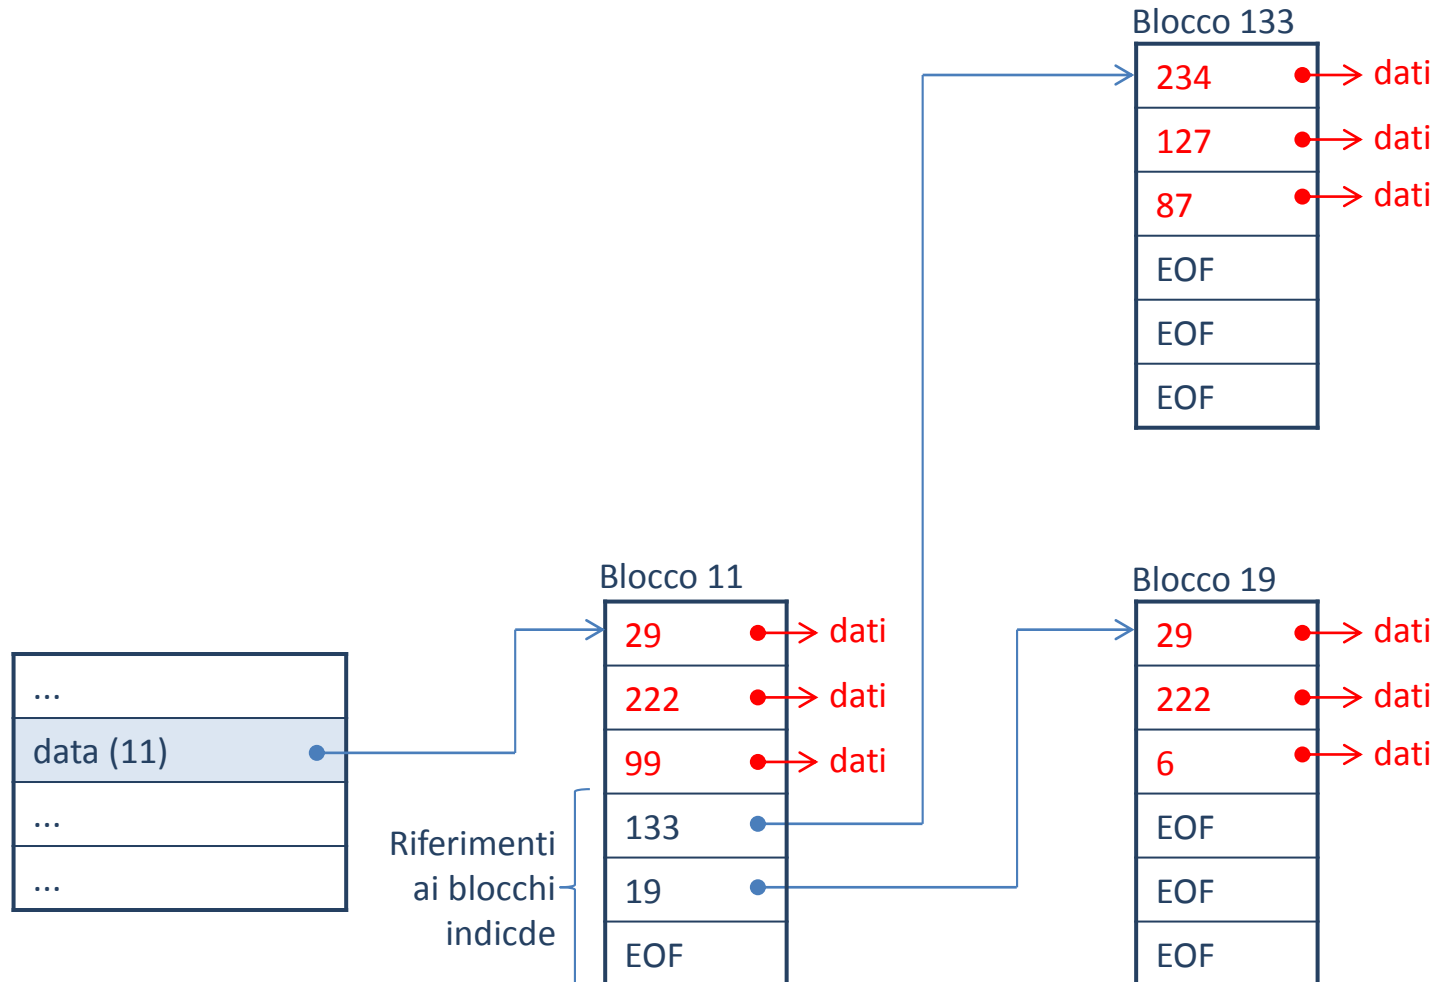 Blocco 133
234 dati
127 dati
87 dati
EOF
EOF
EOF
Blocco 11
29 dati
222 dati
99 dati
133
19
EOF
Blocco 19
29 dati
222 dati
6 dati
EOF
EOF
EOF
...
data (11)
...
...
Riferimenti
ai blocchi
indicde